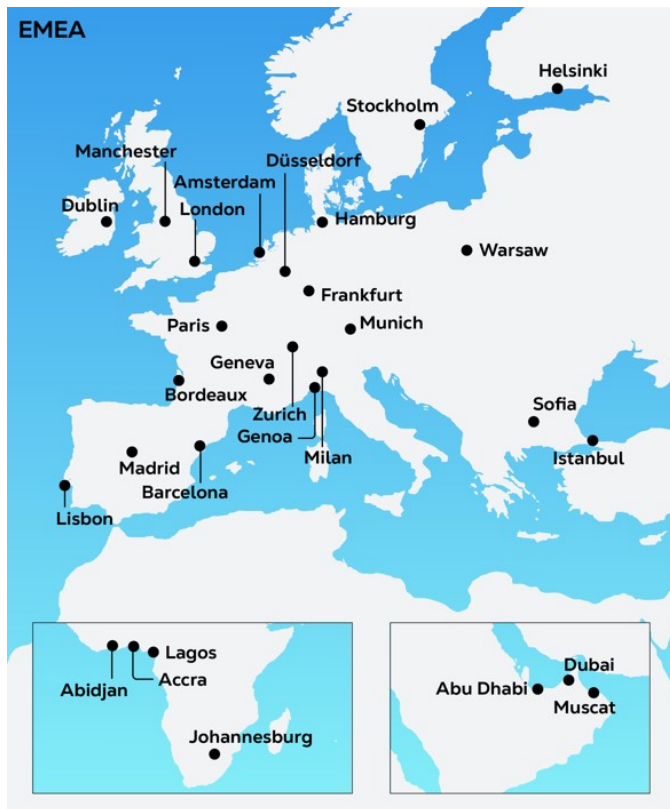 EMEA
Helsinki
Stockholm
Manchester
Düsseldorf
Amsterdam
Dublin
London
Hamburg
Warsaw
Frankfurt
Paris
Munich
Geneva
Bordeaux
Zurich
Sofia
Genoa
Milan
Istanbul
Madrid
Barcelona
Lisbon
Lagos
Accra
Abidjan
Johannesburg
Dubai
Abu Dhabi
Muscat